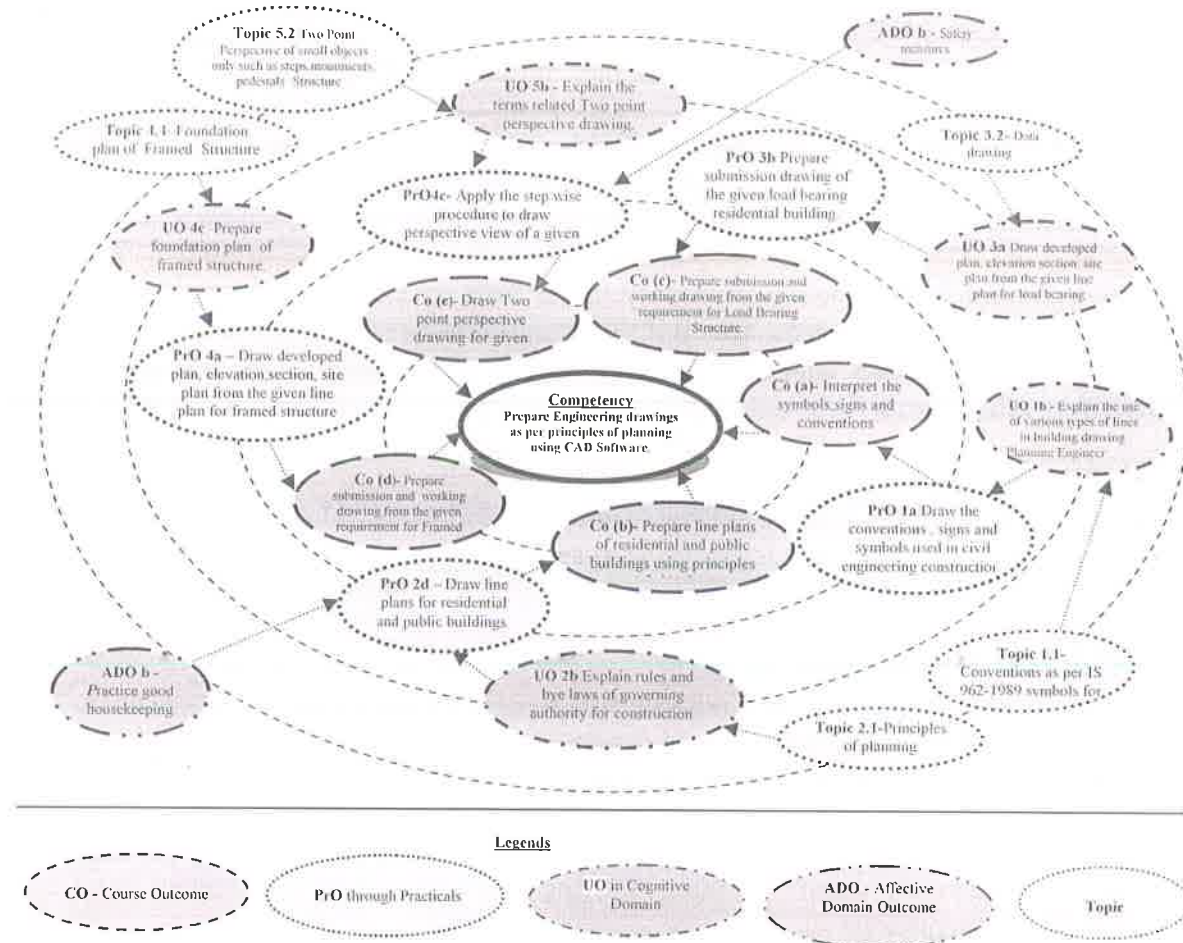 Topic 5.2 Two Point
Perspective of small objects
only such as steps, monuments,
pedestals Structure
ADO b - Safety
measures
UO 5b - Explain the
terms related Two point
perspective drawing.
Foundation
plan of Framed Structure
Topic 3.2- Data
drawing
PrO 3b Prepare
submission drawing of
the given load bearing
residential building
PrO4c- Apply the step wise
procedure to draw
perspective view of a given
UO 4c -Prepare
foundation plan of
framed structure.
UO 3a Draw developed
plan, elevation section, site
plan from the given line
plan for load bearing
Co (c)- Prepare submission and
working drawing from the given
requirement for Load Bearing
Structure.
Co (e)- Draw Two
point perspective
drawing for given
PrO 4a – Draw developed
plan, elevation,section, site
plan from the given line
plan for framed structure
Co (a)- Interpret the
symbols,signs and
conventions
Competency
Prepare Engineering drawings
as per principles of planning
using CAD Software.
UO 1b - Explain the use
of various types of lines
in building drawing
Planning Engineer
Co (d)- Prepare
submission and working
drawing from the given
requirement for Framed
Co (b)- Prepare line plans
of residential and public
buildings using principles
PrO 1a Draw the
conventions , signs and
symbols used in civil
engineering construction
PrO 2d – Draw line
plans for residential
and public buildings
ADO b -
Practice good
housekeeping
UO 2b Explain rules and
bye laws of governing
authority for construction
Topic 1.1-
Conventions as per IS
962-1989 symbols for
Topic 2.1-Principles
of planning
Legends
CO - Course Outcome
PrO through Practicals
UO in Cognitive
Domain
ADO - Affective
Domain Outcome
Topic